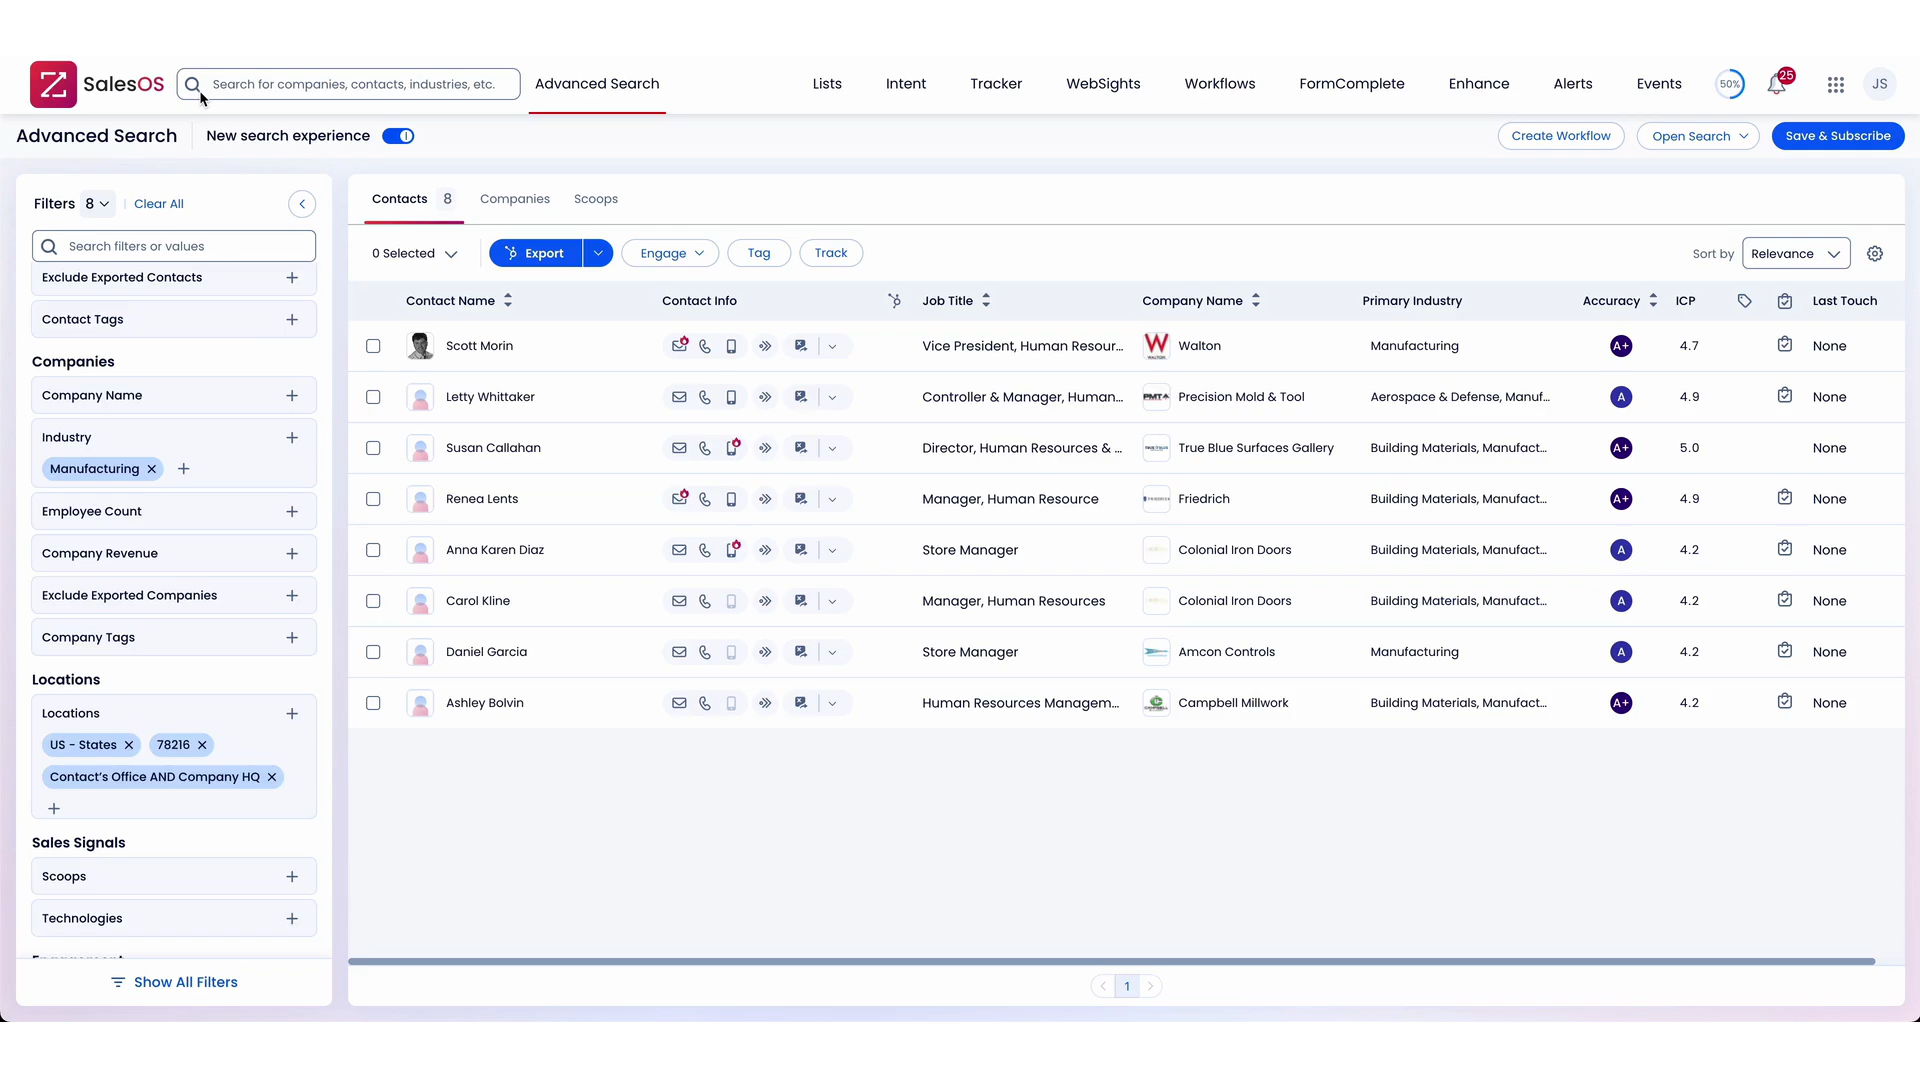 SalesOS
Search for companies, contacts, industries, etc.
Advanced Search
Lists
Intent
Tracker
WebSights
Workflows
FormComplete
Enhance
Alerts
Events
50%
25
JS
Advanced Search
New search experience
Create Workflow
Open Search
Save & Subscribe
Filters 8
Clear All
Search filters or values
Exclude Exported Contacts
Contact Tags
Companies
Company Name
Industry
Manufacturing
Employee Count
Company Revenue
Exclude Exported Companies
Company Tags
Locations
Locations
US - States
78216
Contact's Office AND Company HQ
Sales Signals
Scoops
Technologies
Show All Filters
Contacts 8
Companies
Scoops
0 Selected
Export
Engage
Tag
Track
Sort by
Relevance
Contact Name Contact Info Job Title Company Name Primary Industry Accuracy ICP Last Touch
Scott Morin Vice President, Human Resour... WALTON Walton Manufacturing A+ 4.7 None
Letty Whittaker Controller & Manager, Human... PMT Precision Mold & Tool Aerospace & Defense, Manuf... A 4.9 None
Susan Callahan Director, Human Resources & ... True Blue Surfaces Gallery Building Materials, Manufact... A+ 5.0 None
Renea Lents Manager, Human Resource Friedrich Building Materials, Manufact... A+ 4.9 None
Anna Karen Diaz Store Manager Colonial Iron Doors Building Materials, Manufact... A 4.2 None
Carol Kline Manager, Human Resources Colonial Iron Doors Building Materials, Manufact... A 4.2 None
Daniel Garcia Store Manager Amcon Controls Manufacturing A 4.2 None
Ashley Bolvin Human Resources Managem... Campbell Millwork Building Materials, Manufact... A+ 4.2 None
1